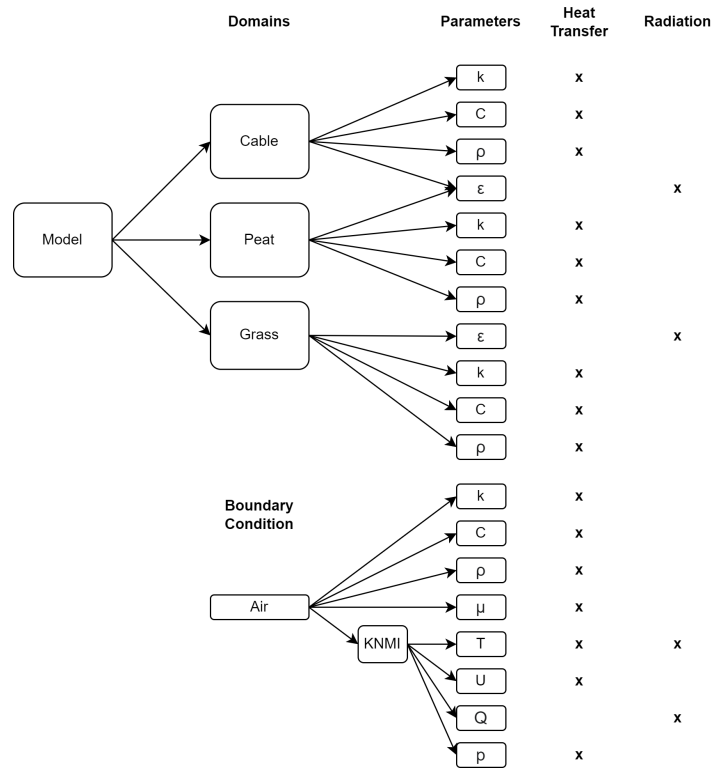 Domains
Parameters
Heat
Transfer
Radiation
k
x
C
x
Cable
ρ
x
ε
x
k
x
Model
Peat
C
x
ρ
x
Grass
ε
x
k
x
C
x
ρ
x
Boundary
Condition
k
x
C
x
ρ
x
Air
μ
x
KNMI
T
x
x
U
x
Q
x
p
x